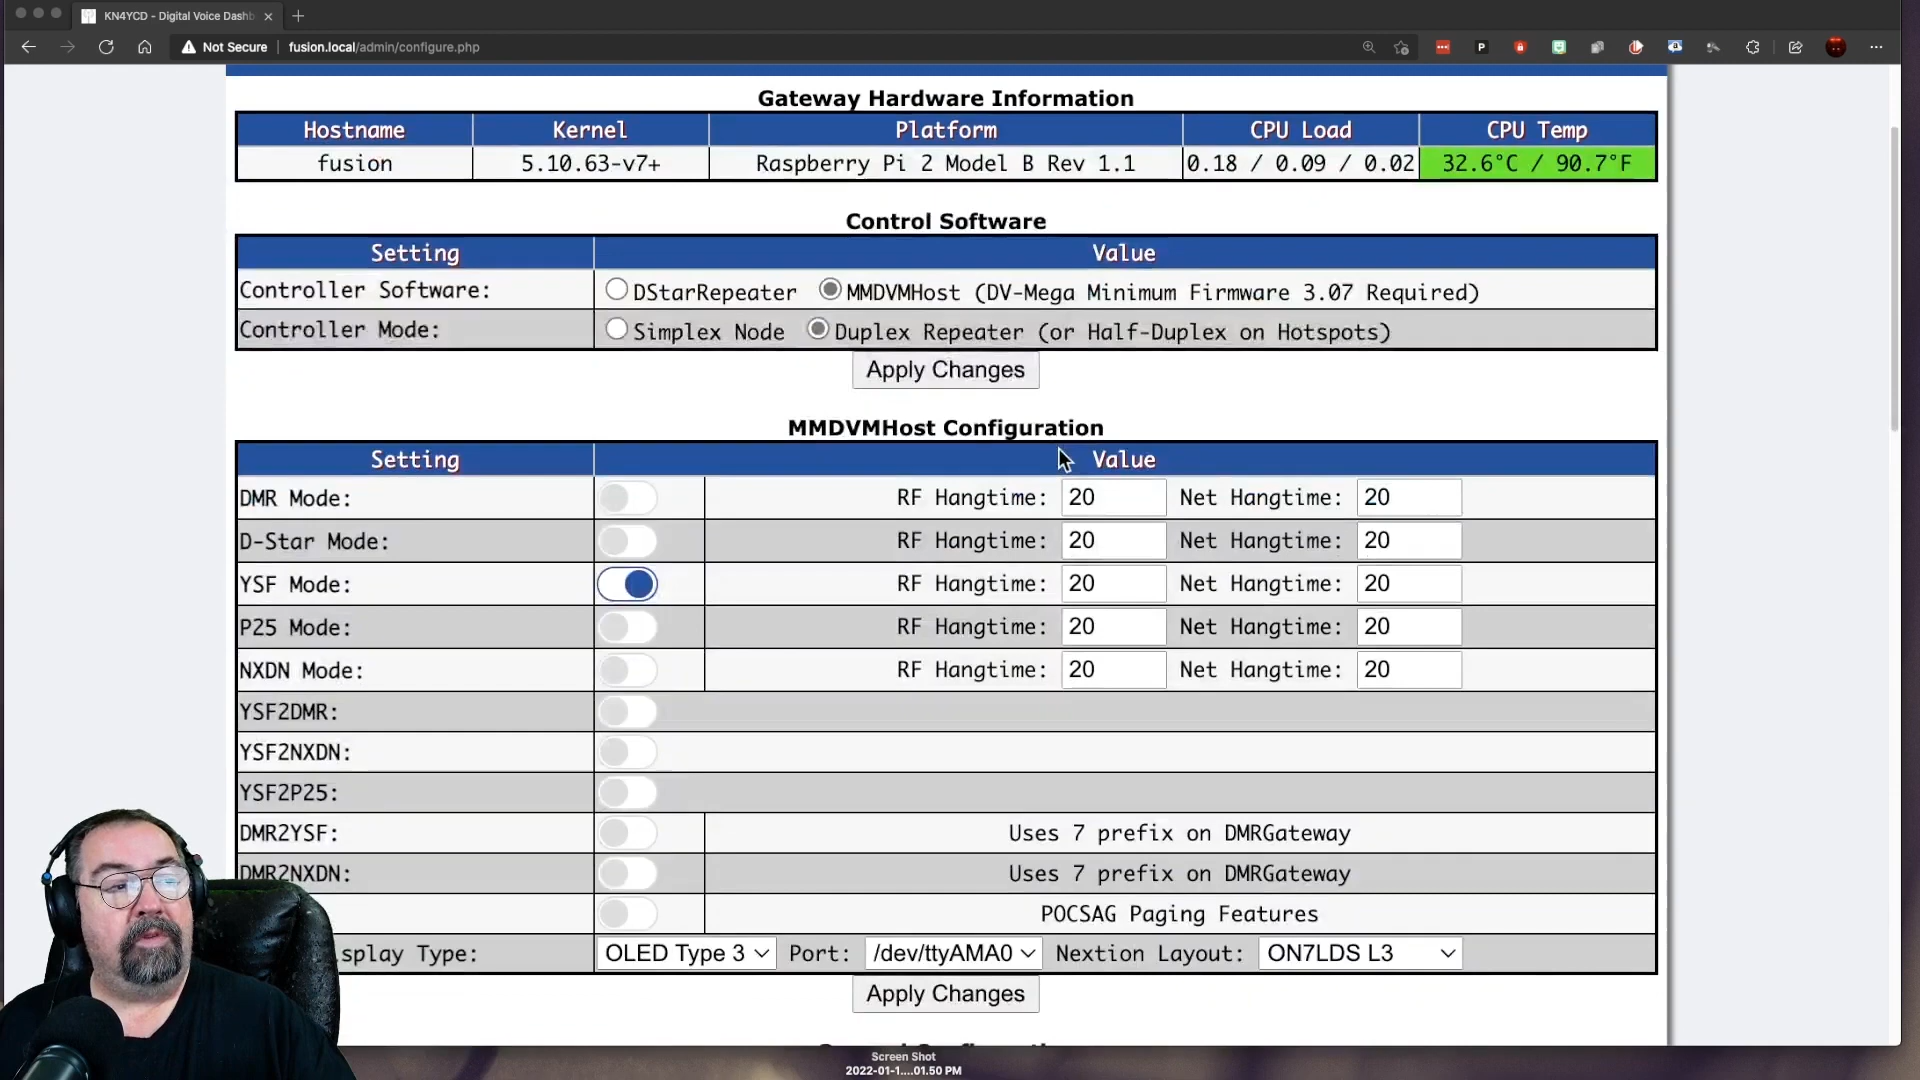 KN4YCD - Digital Voice Dashb
Not Secure fusion.local/admin/configure.php
Gateway Hardware Information
Hostname Kernel Platform CPU Load CPU Temp
fusion 5.10.63-v7+ Raspberry Pi 2 Model B Rev 1.1 0.18 / 0.09 / 0.02 32.6°C / 90.7°F
Control Software
Setting Value
Controller Software: DStarRepeater MMDVMHost (DV-Mega Minimum Firmware 3.07 Required)
Controller Mode: Simplex Node Duplex Repeater (or Half-Duplex on Hotspots)
Apply Changes
MMDVMHost Configuration
Setting Value
DMR Mode: RF Hangtime: 20 Net Hangtime: 20
D-Star Mode: RF Hangtime: 20 Net Hangtime: 20
YSF Mode: RF Hangtime: 20 Net Hangtime: 20
P25 Mode: RF Hangtime: 20 Net Hangtime: 20
NXDN Mode: RF Hangtime: 20 Net Hangtime: 20
YSF2DMR:
YSF2NXDN:
YSF2P25:
DMR2YSF: Uses 7 prefix on DMRGateway
DMR2NXDN: Uses 7 prefix on DMRGateway
POCSAG Paging Features
splay Type: OLED Type 3 Port: /dev/ttyAMA0 Nextion Layout: ON7LDS L3
Apply Changes
Screen Shot
2022-01-1....01.50 PM